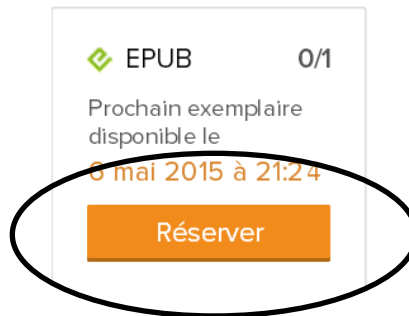 EPUB 0/1
Prochain exemplaire
disponible le
6 mai 2015 à 21:24
Réserver